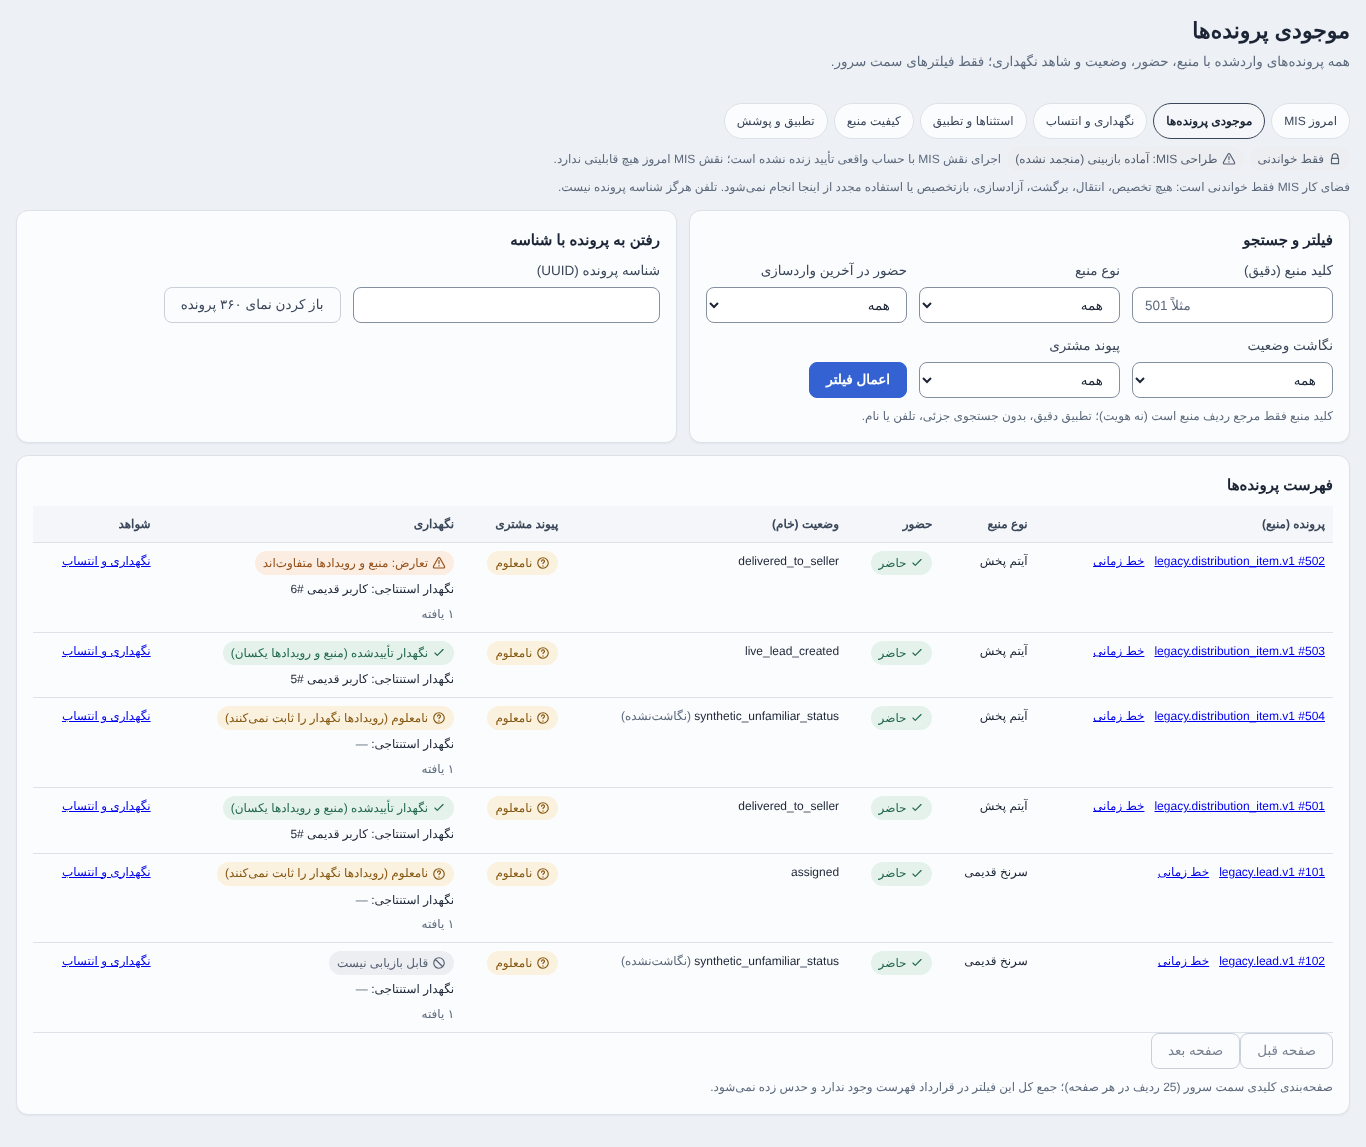 موجودی پرونده‌ها
همه پرونده‌های واردشده با منبع، حضور، وضعیت و شاهد نگهداری؛ فقط فیلترهای سمت سرور.
امروز MIS
موجودی پرونده‌ها
نگهداری و انتساب
استثناها و تطبیق
کیفیت منبع
تطبیق و پوشش
فقط خواندنی
طراحی MIS: آماده بازبینی (منجمد نشده)
اجرای نقش MIS با حساب واقعی تأیید زنده نشده است؛ نقش MIS امروز هیچ قابلیتی ندارد.
فضای کار MIS فقط خواندنی است: هیچ تخصیص، انتقال، برگشت، آزادسازی، بازتخصیص یا استفاده مجدد از اینجا انجام نمی‌شود. تلفن هرگز شناسه پرونده نیست.
فیلتر و جستجو
کلید منبع (دقیق)
نوع منبع
حضور در آخرین واردسازی
مثلاً 501
همه
همه
نگاشت وضعیت
پیوند مشتری
همه
همه
اعمال فیلتر
کلید منبع فقط مرجع ردیف منبع است (نه هویت)؛ تطبیق دقیق، بدون جستجوی جزئی، تلفن یا نام.
رفتن به پرونده با شناسه
شناسه پرونده (UUID)
باز کردن نمای ۳۶۰ پرونده
فهرست پرونده‌ها
پرونده (منبع) نوع منبع حضور وضعیت (خام) پیوند مشتری نگهداری شواهد
legacy.distribution_item.v1 #502 خط زمانی آیتم پخش حاضر delivered_to_seller نامعلوم تعارض: منبع و رویدادها متفاوت‌اند نگهداری و انتساب
نگهدار استنتاجی: کاربر قدیمی #6
۱ یافته
legacy.distribution_item.v1 #503 خط زمانی آیتم پخش حاضر live_lead_created نامعلوم نگهدار تأییدشده (منبع و رویدادها یکسان) نگهداری و انتساب
نگهدار استنتاجی: کاربر قدیمی #5
legacy.distribution_item.v1 #504 خط زمانی آیتم پخش حاضر synthetic_unfamiliar_status (نگاشت‌نشده) نامعلوم نامعلوم (رویدادها نگهدار را ثابت نمی‌کنند) نگهداری و انتساب
نگهدار استنتاجی: —
۱ یافته
legacy.distribution_item.v1 #501 خط زمانی آیتم پخش حاضر delivered_to_seller نامعلوم نگهدار تأییدشده (منبع و رویدادها یکسان) نگهداری و انتساب
نگهدار استنتاجی: کاربر قدیمی #5
legacy.lead.v1 #101 خط زمانی سرنخ قدیمی حاضر assigned نامعلوم نامعلوم (رویدادها نگهدار را ثابت نمی‌کنند) نگهداری و انتساب
نگهدار استنتاجی: —
۱ یافته
legacy.lead.v1 #102 خط زمانی سرنخ قدیمی حاضر synthetic_unfamiliar_status (نگاشت‌نشده) نامعلوم قابل بازیابی نیست نگهداری و انتساب
نگهدار استنتاجی: —
۱ یافته
صفحه قبل
صفحه بعد
صفحه‌بندی کلیدی سمت سرور (25 ردیف در هر صفحه)؛ جمع کل این فیلتر در قرارداد فهرست وجود ندارد و حدس زده نمی‌شود.